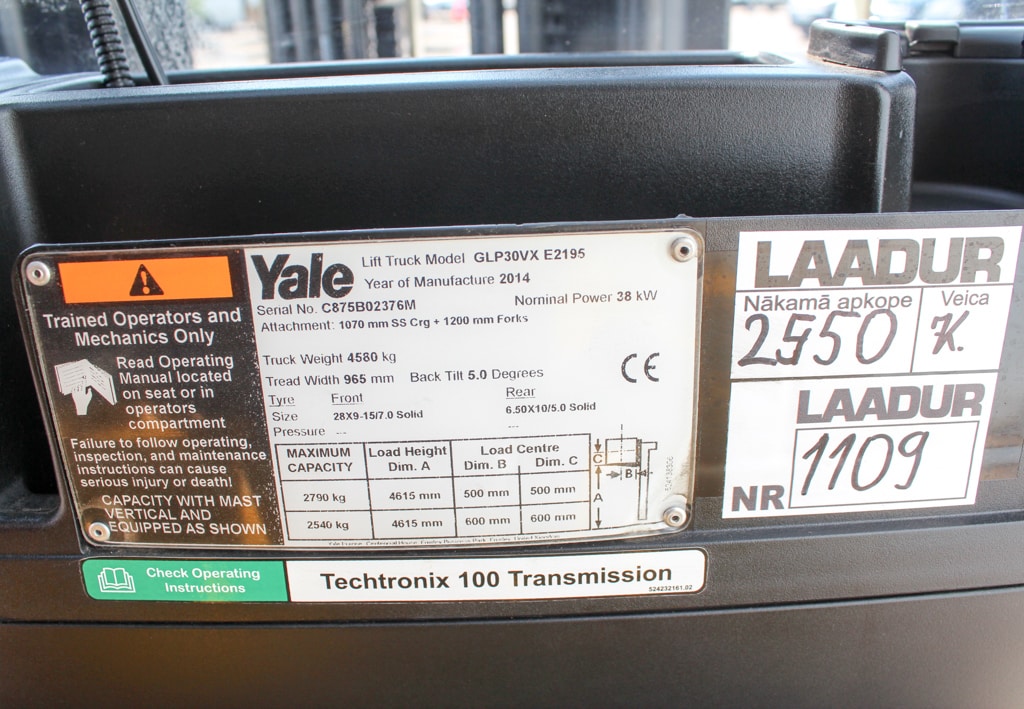 Trained Operators and
Mechanics Only
Read Operating
Manual located
on seat or in
operators
compartment
Failure to follow operating,
inspection, and maintenance
instructions can cause
serious injury or death!
CAPACITY WITH MAST
VERTICAL AND
EQUIPPED AS SHOWN
Yale
Lift Truck Model GLP30VX E2195
Year of Manufacture 2014
Serial No. C875B02376M
Norninal Power 38 kW
Attachment: 1070 mm SS Crg + 1200 mm Forks
Truck Weight 4580 kg
Tread Width 965 mm Back Tilt 5.0 Degrees
CE
Tyre Front Rear
Size 28X9-15/7.0 Solid 6.50X10/5.0 Solid
Pressure --- ---
MAXIMUM CAPACITY Load Height Dim. A Load Centre Dim. B Dim. C
2790 kg 4615 mm 500 mm 500 mm
2540 kg 4615 mm 600 mm 600 mm
C
B
A
524138306
Check Operating
Instructions
Techtronix 100 Transmission
524232161.02
LAADUR
Nākamā apkope Veica
2550 K.
LAADUR
NR 1109